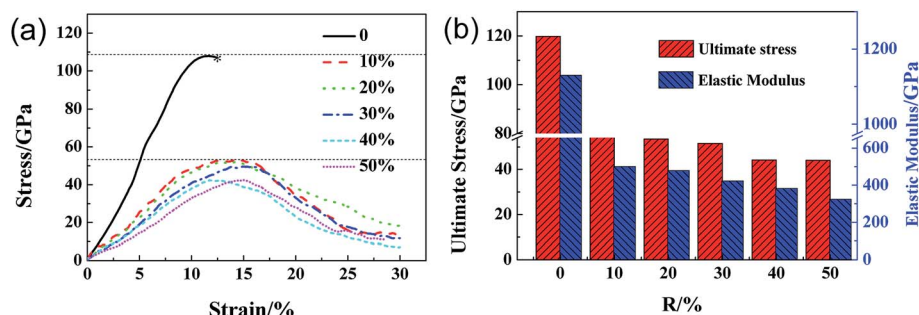 (a)
120
100
80
60
40
20
0
Stress/GPa
0 5 10 15 20 25 30
Strain/%
0
10%
20%
30%
40%
50%
*
(b)
120
100
80
40
20
0
Ultimate Stress/GPa
Ultimate stress
Elastic Modulus
0 10 20 30 40 50
R/%
1200
1100
600
400
200
0
Elastic Modulus/GPa